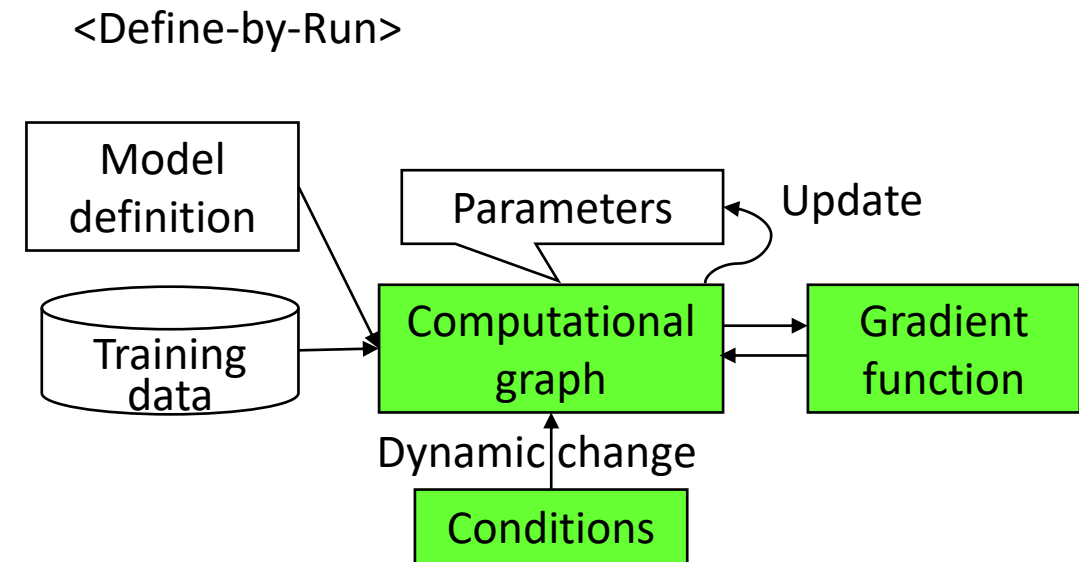 <Define-by-Run>
Model
definition
Parameters
Update
Training
data
Computational
graph
Gradient
function
Dynamic change
Conditions